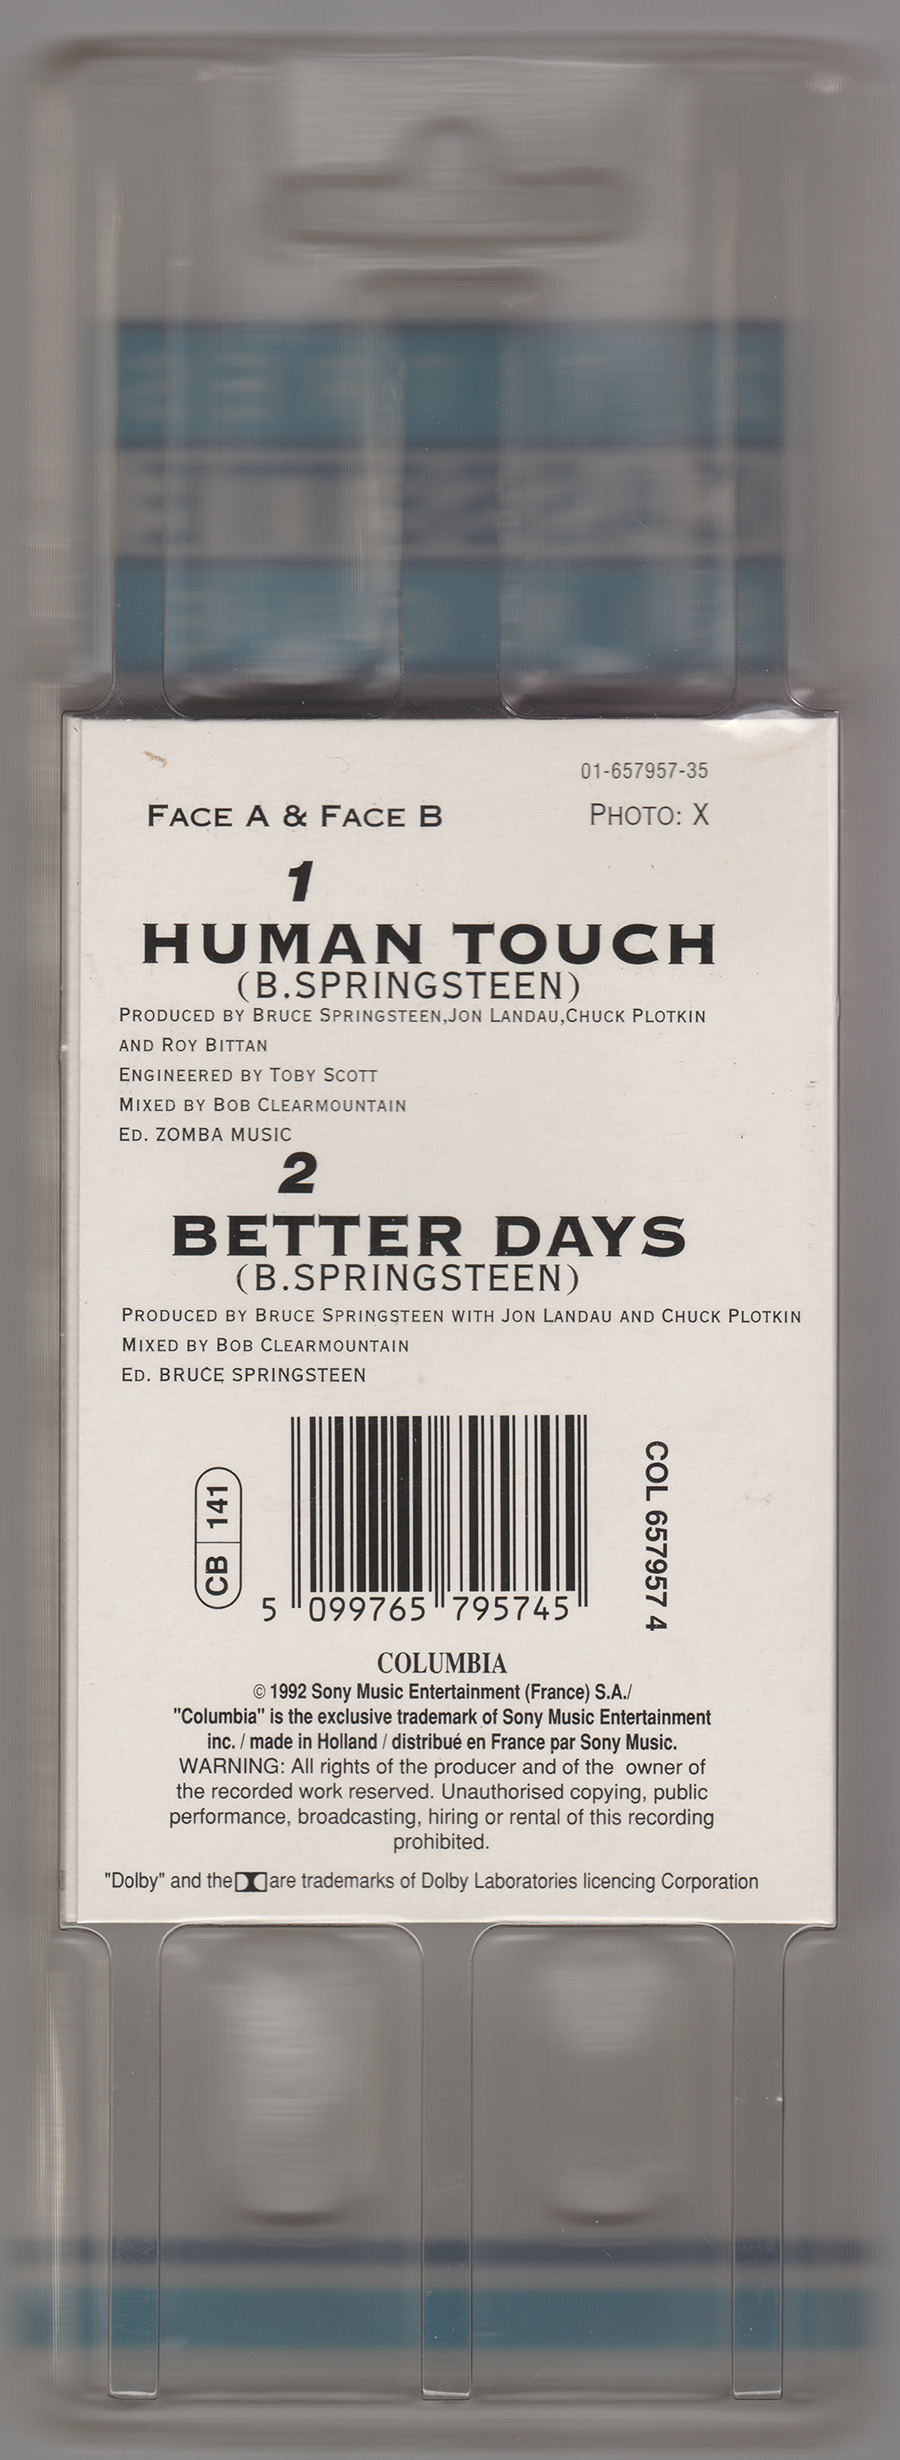 01-657957-35
FACE A & FACE B
PHOTO: X
1
HUMAN TOUCH
(B.SPRINGSTEEN)
PRODUCED BY BRUCE SPRINGSTEEN,JON LANDAU,CHUCK PLOTKIN
AND ROY BITTAN
ENGINEERED BY TOBY SCOTT
MIXED BY BOB CLEARMOUNTAIN
ED. ZOMBA MUSIC
2
BETTER DAYS
(B.SPRINGSTEEN)
PRODUCED BY BRUCE SPRINGSTEEN WITH JON LANDAU AND CHUCK PLOTKIN
MIXED BY BOB CLEARMOUNTAIN
ED. BRUCE SPRINGSTEEN
CB 141
5 099765 795745
COL 657957 4
COLUMBIA
© 1992 Sony Music Entertainment (France) S.A./
"Columbia" is the exclusive trademark of Sony Music Entertainment
inc. / made in Holland / distribué en France par Sony Music.
WARNING: All rights of the producer and of the owner of
the recorded work reserved. Unauthorised copying, public
performance, broadcasting, hiring or rental of this recording
prohibited.
"Dolby" and the are trademarks of Dolby Laboratories licencing Corporation